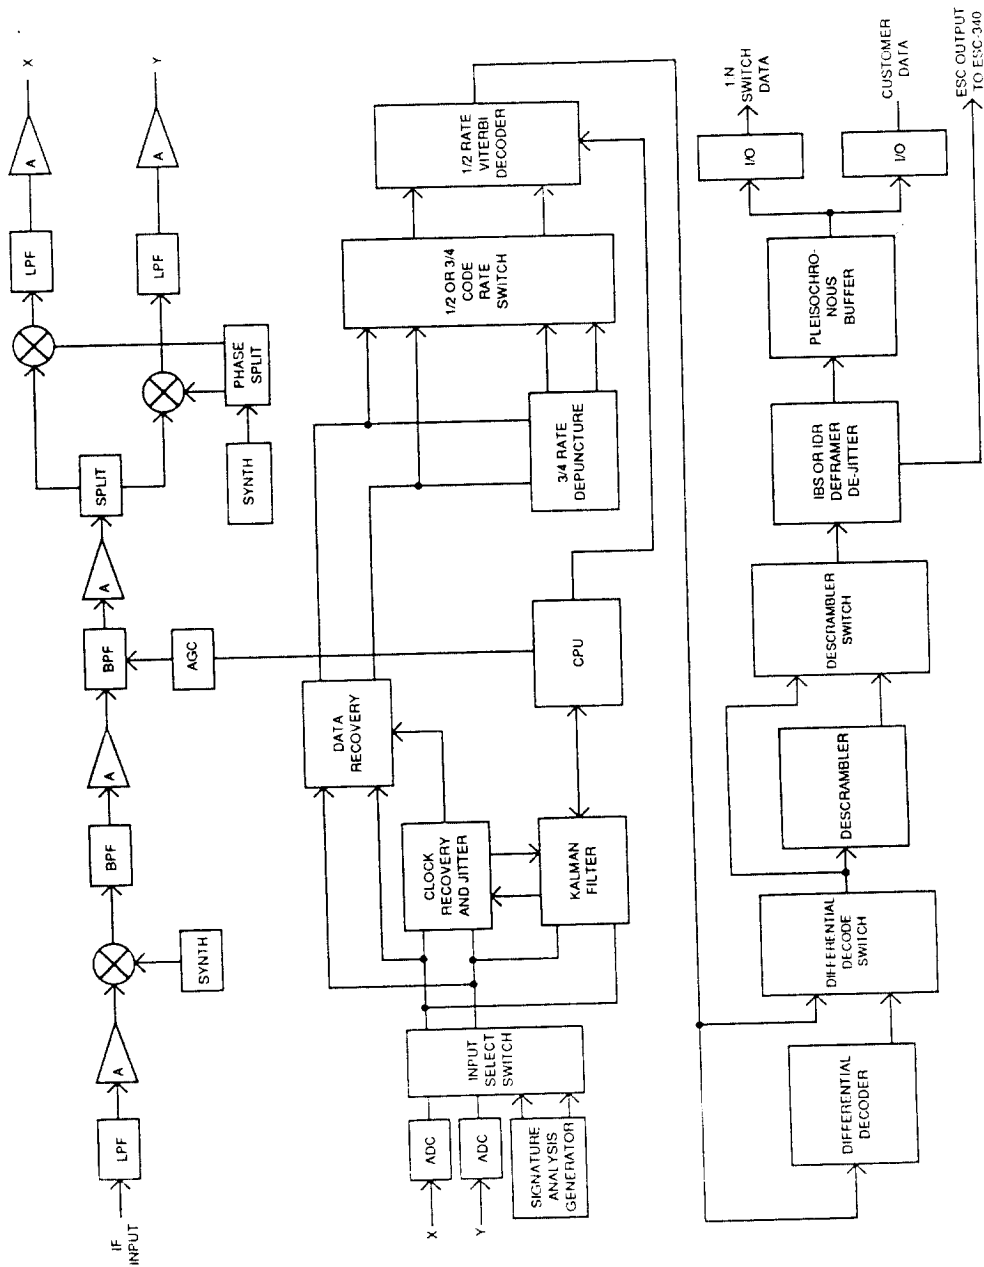 IF
INPUT
LPF
A
SYNTH
BPF
A
BPF
AGC
A
SPLIT
SYNTH
PHASE
SPLIT
LPF
LPF
A
A
X
Y
X
Y
ADC
ADC
SIGNATURE
ANALYSIS
GENERATOR
INPUT
SELECT
SWITCH
CLOCK
RECOVERY
AND JITTER
KALMAN
FILTER
DATA
RECOVERY
CPU
3/4 RATE
DEPUNCTURE
1/2 OR 3/4
CODE
RATE
SWITCH
1/2 RATE
VITERBI
DECODER
DIFFERENTIAL
DECODER
DIFFERENTIAL
DECODE
SWITCH
DESCRAMBLER
DESCRAMBLER
SWITCH
IBS OR IDR
DEFRAMER
DE-JITTER
PLEISOCHRO-
NOUS
BUFFER
I/O
I/O
1:N
SWITCH
DATA
CUSTOMER
DATA
ESC OUTPUT
TO ESC-340